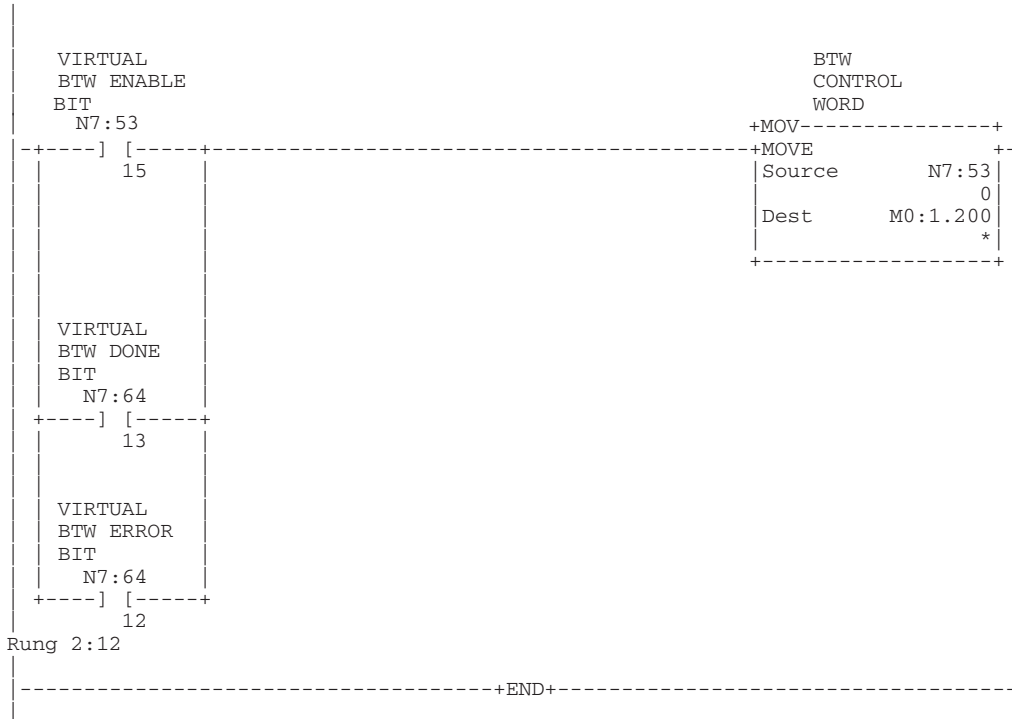 VIRTUAL BTW
BTW ENABLE CONTROL
BIT WORD
N7:53 +MOV---------------+
-+----] [-----+------------------------------------------+MOVE +-
15 Source N7:53
0
Dest M0:1.200
*
+------------------+
VIRTUAL
BTW DONE
BIT
N7:64
+----] [-----+
13
VIRTUAL
BTW ERROR
BIT
N7:64
+----] [-----+
12
Rung 2:12
-------------------------------------+END+------------------------------------